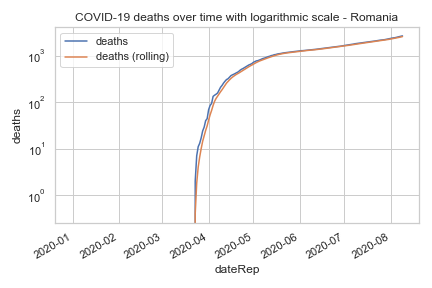 COVID-19 deaths over time with logarithmic scale - Romania
deaths
deaths (rolling)
10³
10²
10¹
10⁰
deaths
2020-01
2020-02
2020-03
2020-04
2020-05
2020-06
2020-07
2020-08
dateRep